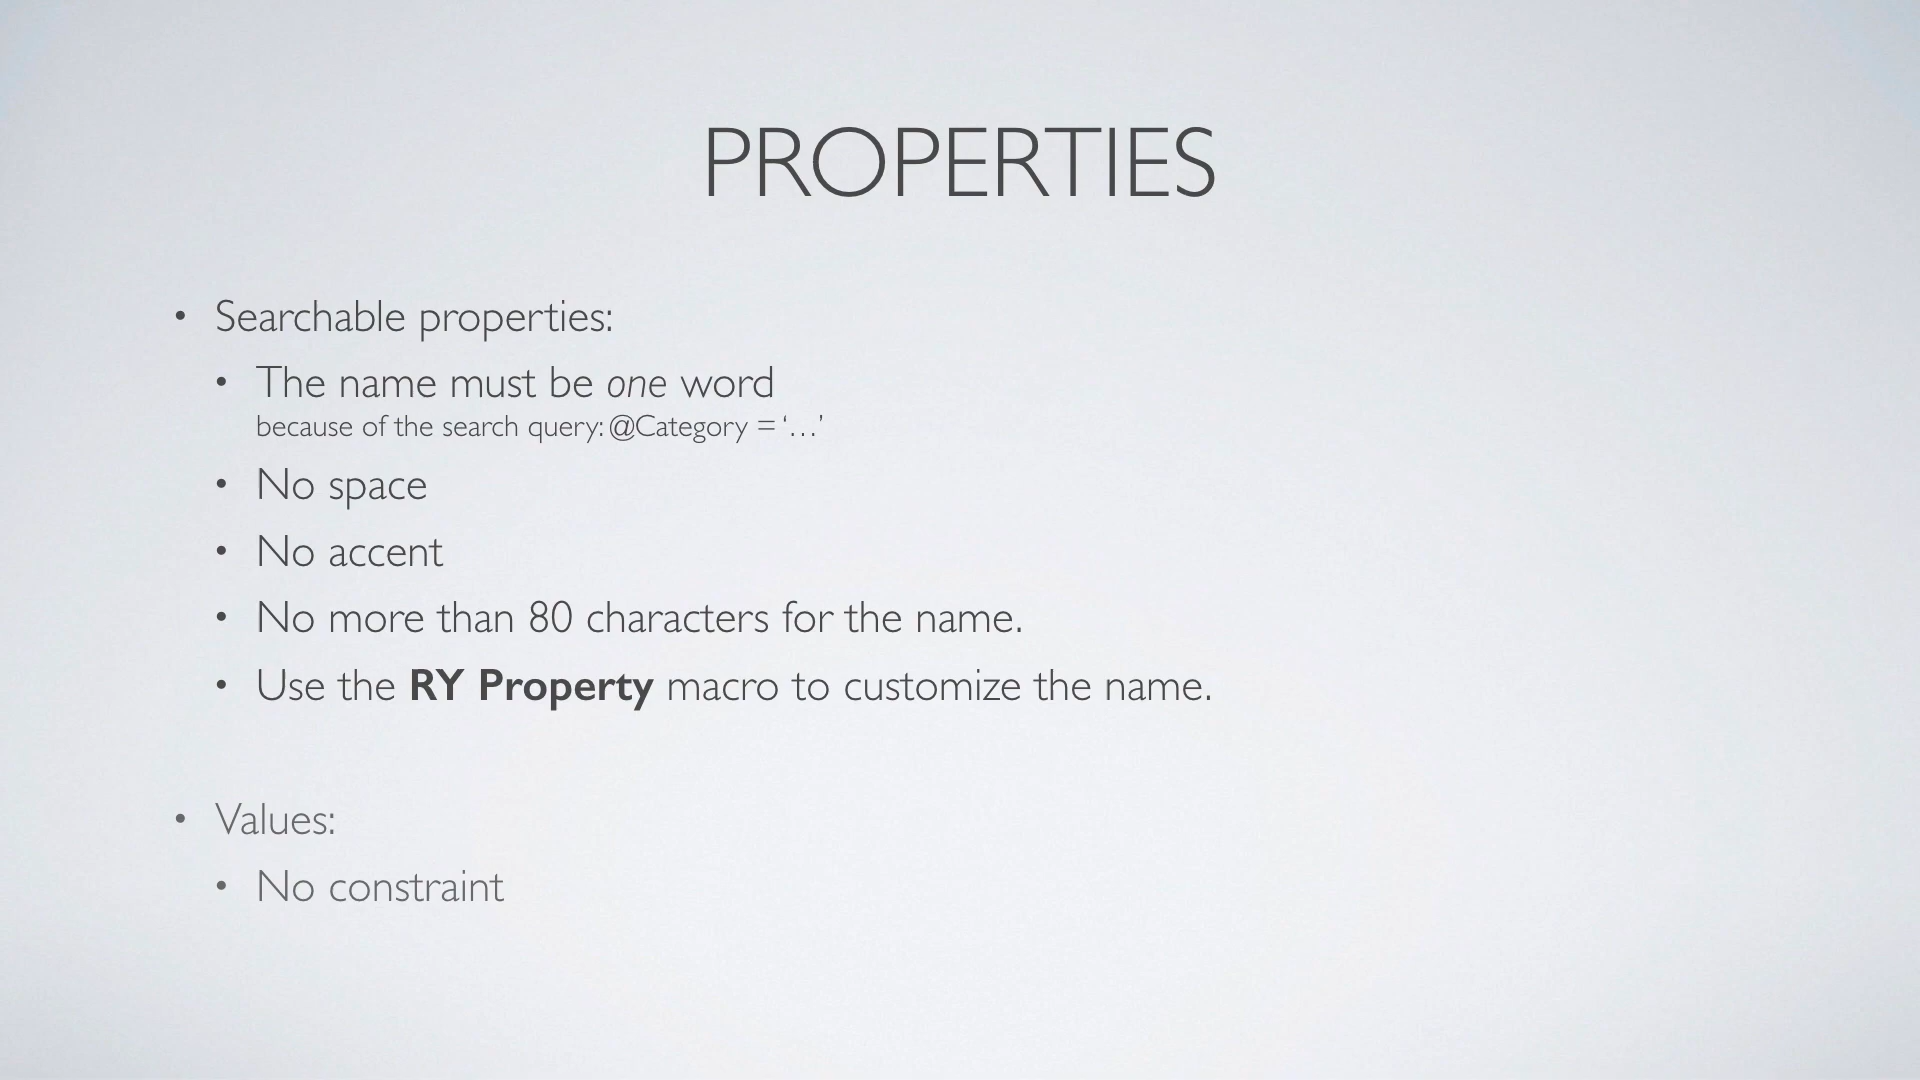 PROPERTIES
• Searchable properties:
• The name must be one word
because of the search query: @Category = ‘…’
• No space
• No accent
• No more than 80 characters for the name.
• Use the RY Property macro to customize the name.
• Values:
• No constraint